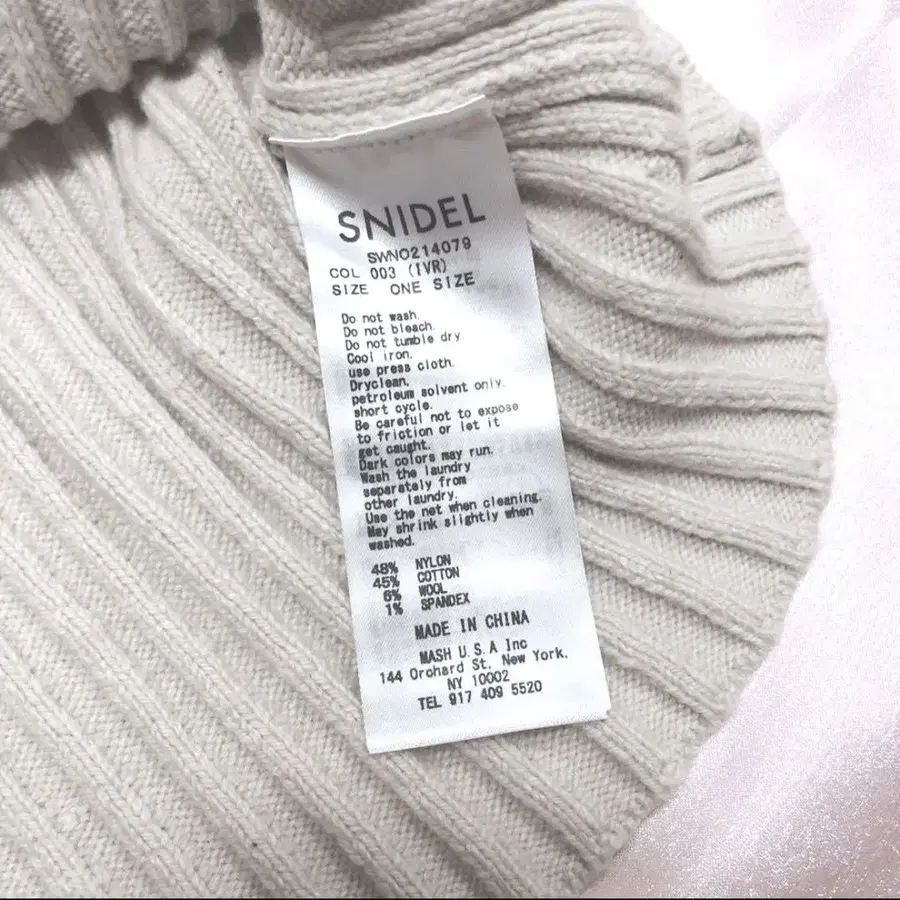 SNIDEL
SWNO214079
COL 003 (IVR)
SIZE ONE SIZE
Do not wash.
Do not bleach.
Do not tumble dry.
Cool iron.
use press cloth.
Dryclean.
petroleum solvent only.
short cycle.
Be careful not to expose
to friction or let it
get caught.
Dark colors may run.
Wash the laundry
separately from
other laundry.
Use the net when cleaning.
May shrink slightly when
washed.
48% NYLON
45% COTTON
6% WOOL
1% SPANDEX
MADE IN CHINA
MASH U.S.A Inc
144 Orohard St. New York.
NY 10002
TEL 917 409 5520